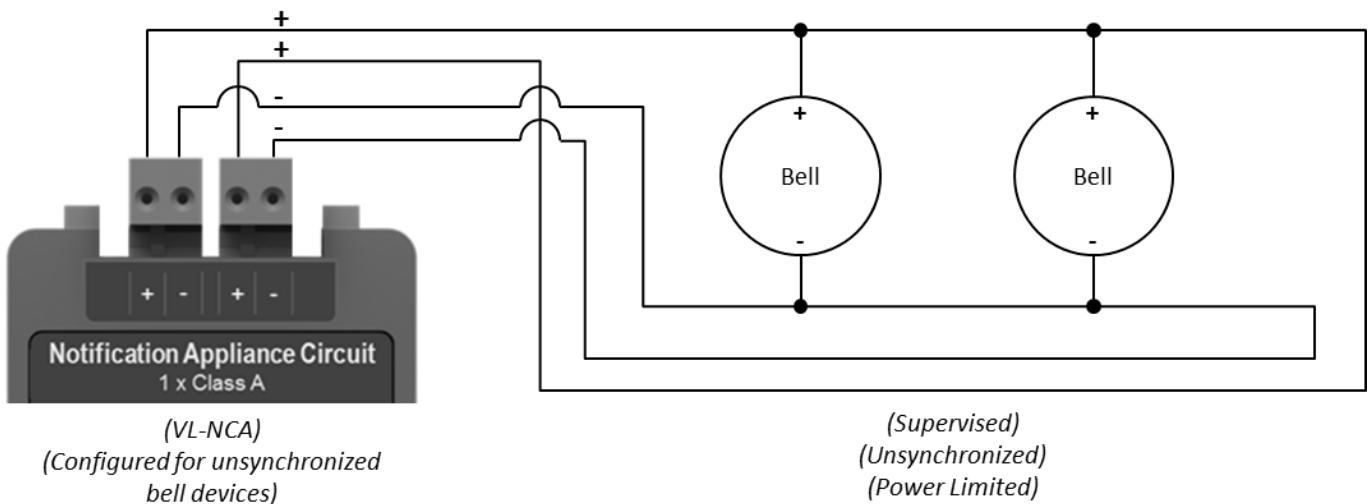 +
+
-
-
+ +
Bell Bell
- -
+ - + -
Notification Appliance Circuit
1 x Class A
(VL-NCA)
(Configured for unsynchronized
bell devices)
(Supervised)
(Unsynchronized)
(Power Limited)